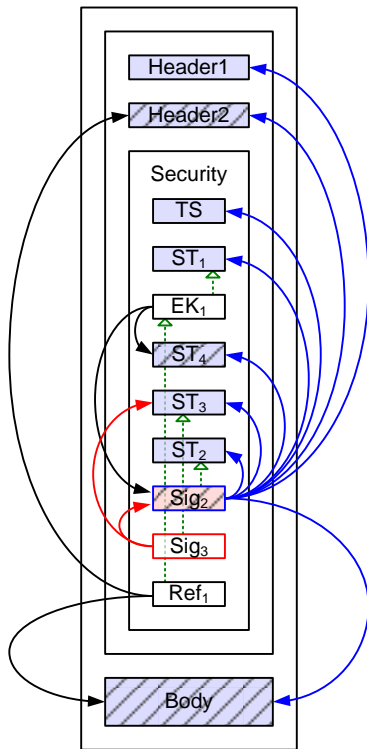 Header1
Header2
Security
TS
ST₁
EK₁
ST₄
ST₃
ST₂
Sig₂
Sig₃
Ref₁
Body